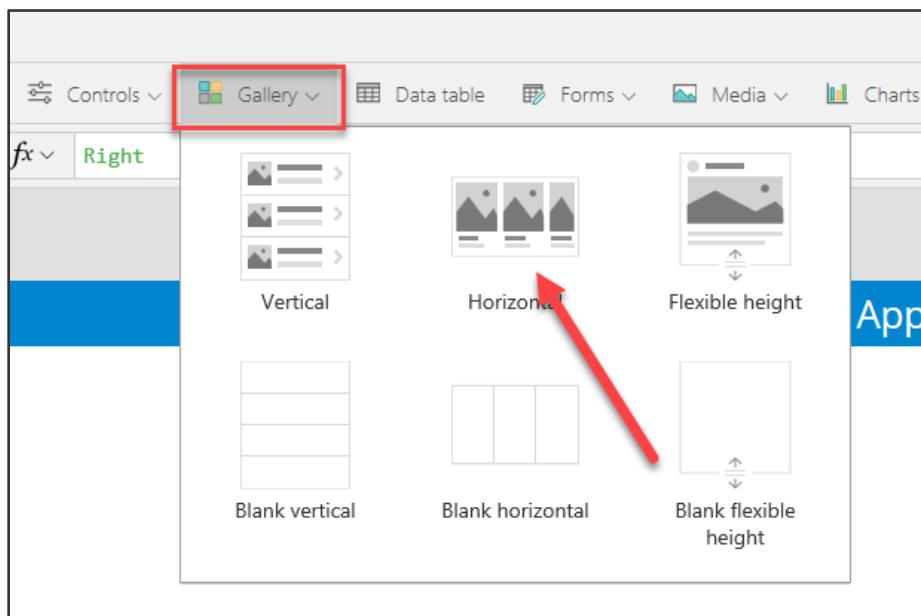 Controls Gallery Data table Forms Media Charts
fx Right
Vertical Horizontal Flexible height
App
Blank vertical Blank horizontal Blank flexible
height